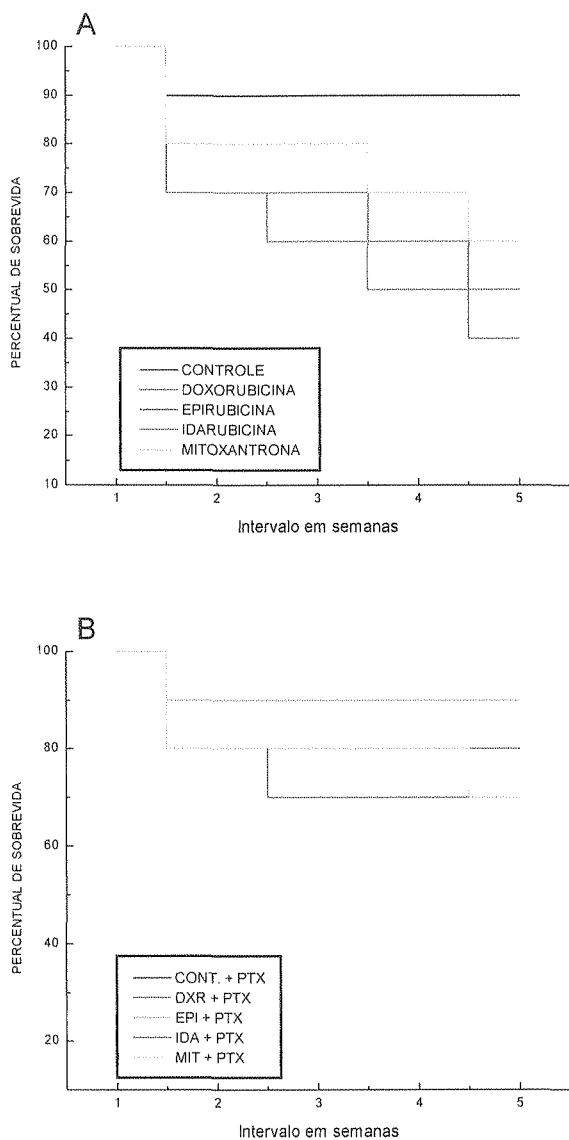 A
PERCENTUAL DE SOBREVIDA
100
90
80
70
60
50
40
30
20
10
CONTROLE
DOXORUBICINA
EPIRUBICINA
IDARUBICINA
MITOXANTRONA
1 2 3 4 5
Intervalo em semanas
B
PERCENTUAL DE SOBREVIDA
100
80
60
40
20
CONT. + PTX
DXR + PTX
EPI + PTX
IDA + PTX
MIT + PTX
1 2 3 4 5
Intervalo em semanas